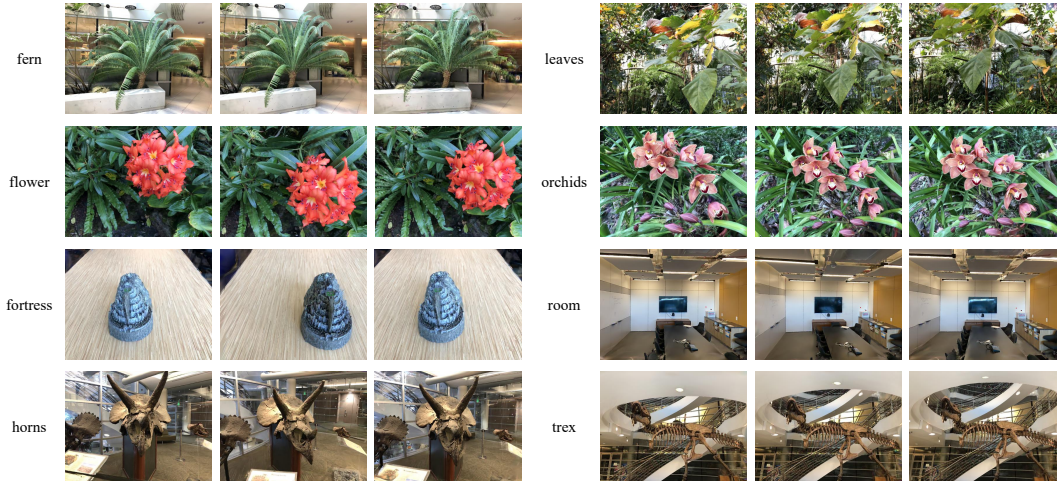 fern
flower
fortress
horns
leaves
orchids
room
trex